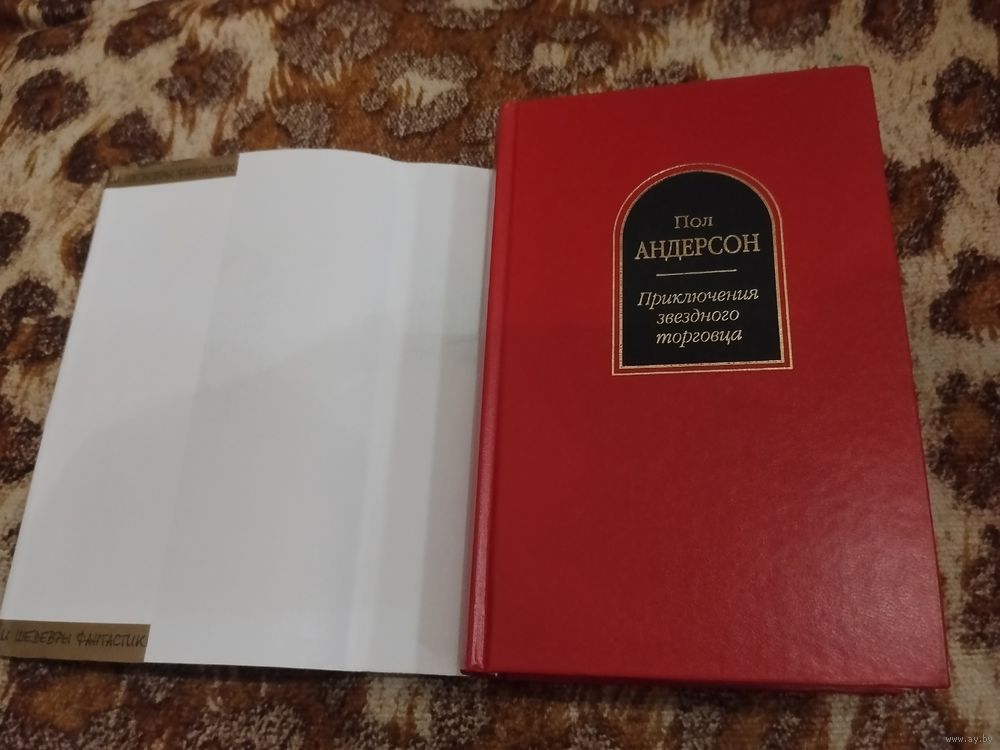 Пол
АНДЕРСОН
Приключения
звездного
торговца
И ШЕДЕВРЫ ФАНТАСТИК
www.ay.by